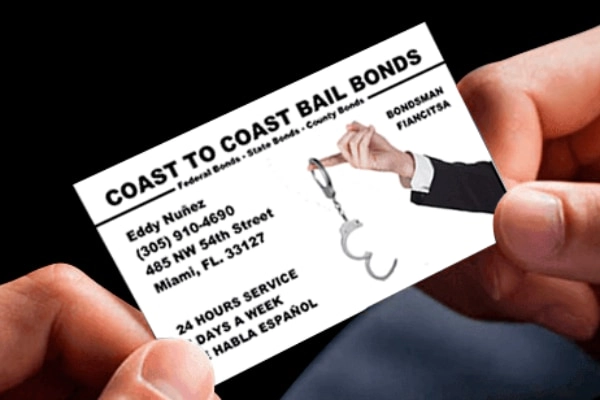 COAST TO COAST BAIL BONDS
Federal Bonds - State Bonds - County Bonds
BONDSMAN
FIANCITSA
Eddy Nuñez
(305) 910-4690
485 NW 54th Street
Miami, FL. 33127
24 HOURS SERVICE
DAYS A WEEK
HABLA ESPAÑOL